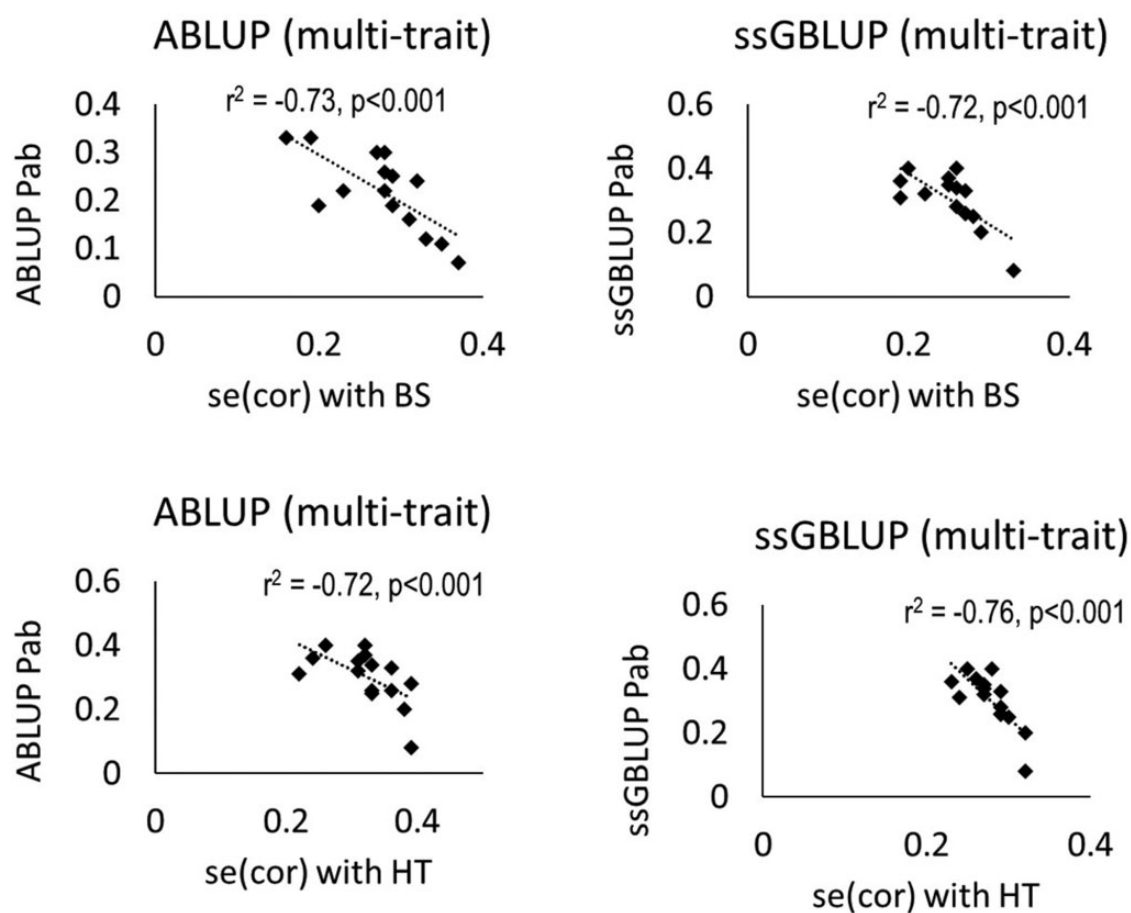 ABLUP (multi-trait)
r² = -0.73, p<0.001
ABLUP Pab
0.4
0.3
0.2
0.1
0
0 0.2 0.4
se(cor) with BS
ssGBLUP (multi-trait)
r² = -0.72, p<0.001
ssGBLUP Pab
0.6
0.4
0.2
0
0 0.2 0.4
se(cor) with BS
ABLUP (multi-trait)
r² = -0.72, p<0.001
ABLUP Pab
0.6
0.4
0.2
0
0 0.2 0.4
se(cor) with HT
ssGBLUP (multi-trait)
r² = -0.76, p<0.001
ssGBLUP Pab
0.6
0.4
0.2
0
0 0.2 0.4
se(cor) with HT